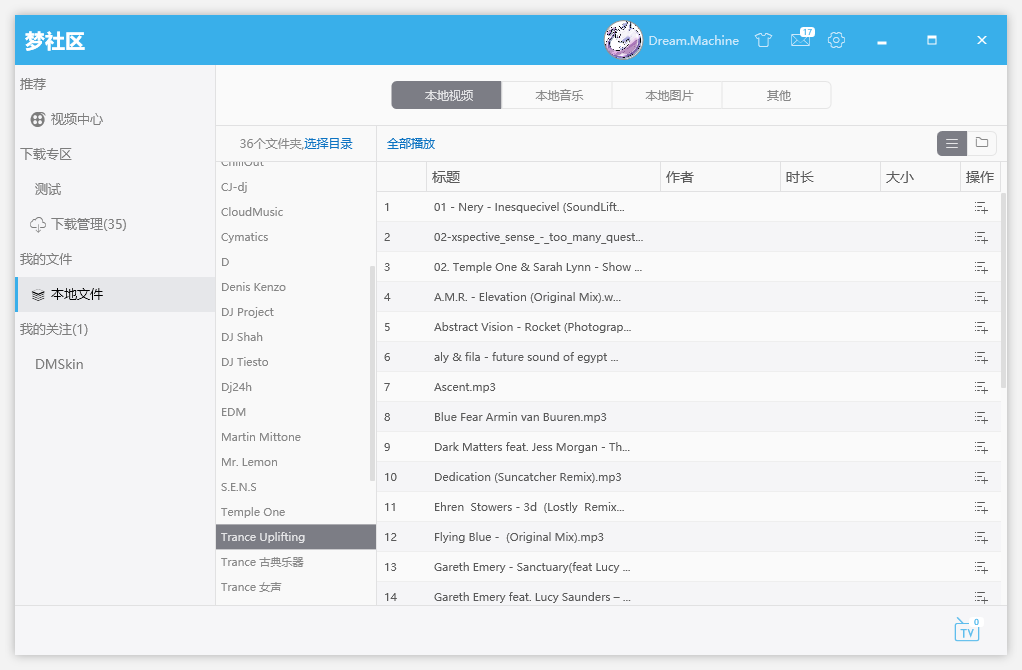 梦社区
Dream.Machine
17
推荐
视频中心
下载专区
测试
下载管理(35)
我的文件
本地文件
我的关注(1)
DMSkin
本地视频 本地音乐 本地图片 其他
36个文件夹,选择目录
全部播放
ChillOut
CJ-dj
CloudMusic
Cymatics
D
Denis Kenzo
DJ Project
DJ Shah
DJ Tiesto
Dj24h
EDM
Martin Mittone
Mr. Lemon
S.E.N.S
Temple One
Trance Uplifting
Trance 古典乐器
Trance 女声
标题 作者 时长 大小 操作
1 01 - Nery - Inesquecivel (SoundLift...
2 02-xspective_sense_-_too_many_quest...
3 02. Temple One & Sarah Lynn - Show ...
4 A.M.R. - Elevation (Original Mix).w...
5 Abstract Vision - Rocket (Photograp...
6 aly & fila - future sound of egypt ...
7 Ascent.mp3
8 Blue Fear Armin van Buuren.mp3
9 Dark Matters feat. Jess Morgan - Th...
10 Dedication (Suncatcher Remix).mp3
11 Ehren Stowers - 3d (Lostly Remix...
12 Flying Blue - (Original Mix).mp3
13 Gareth Emery - Sanctuary(feat Lucy ...
14 Gareth Emery feat. Lucy Saunders – ...
TV 0